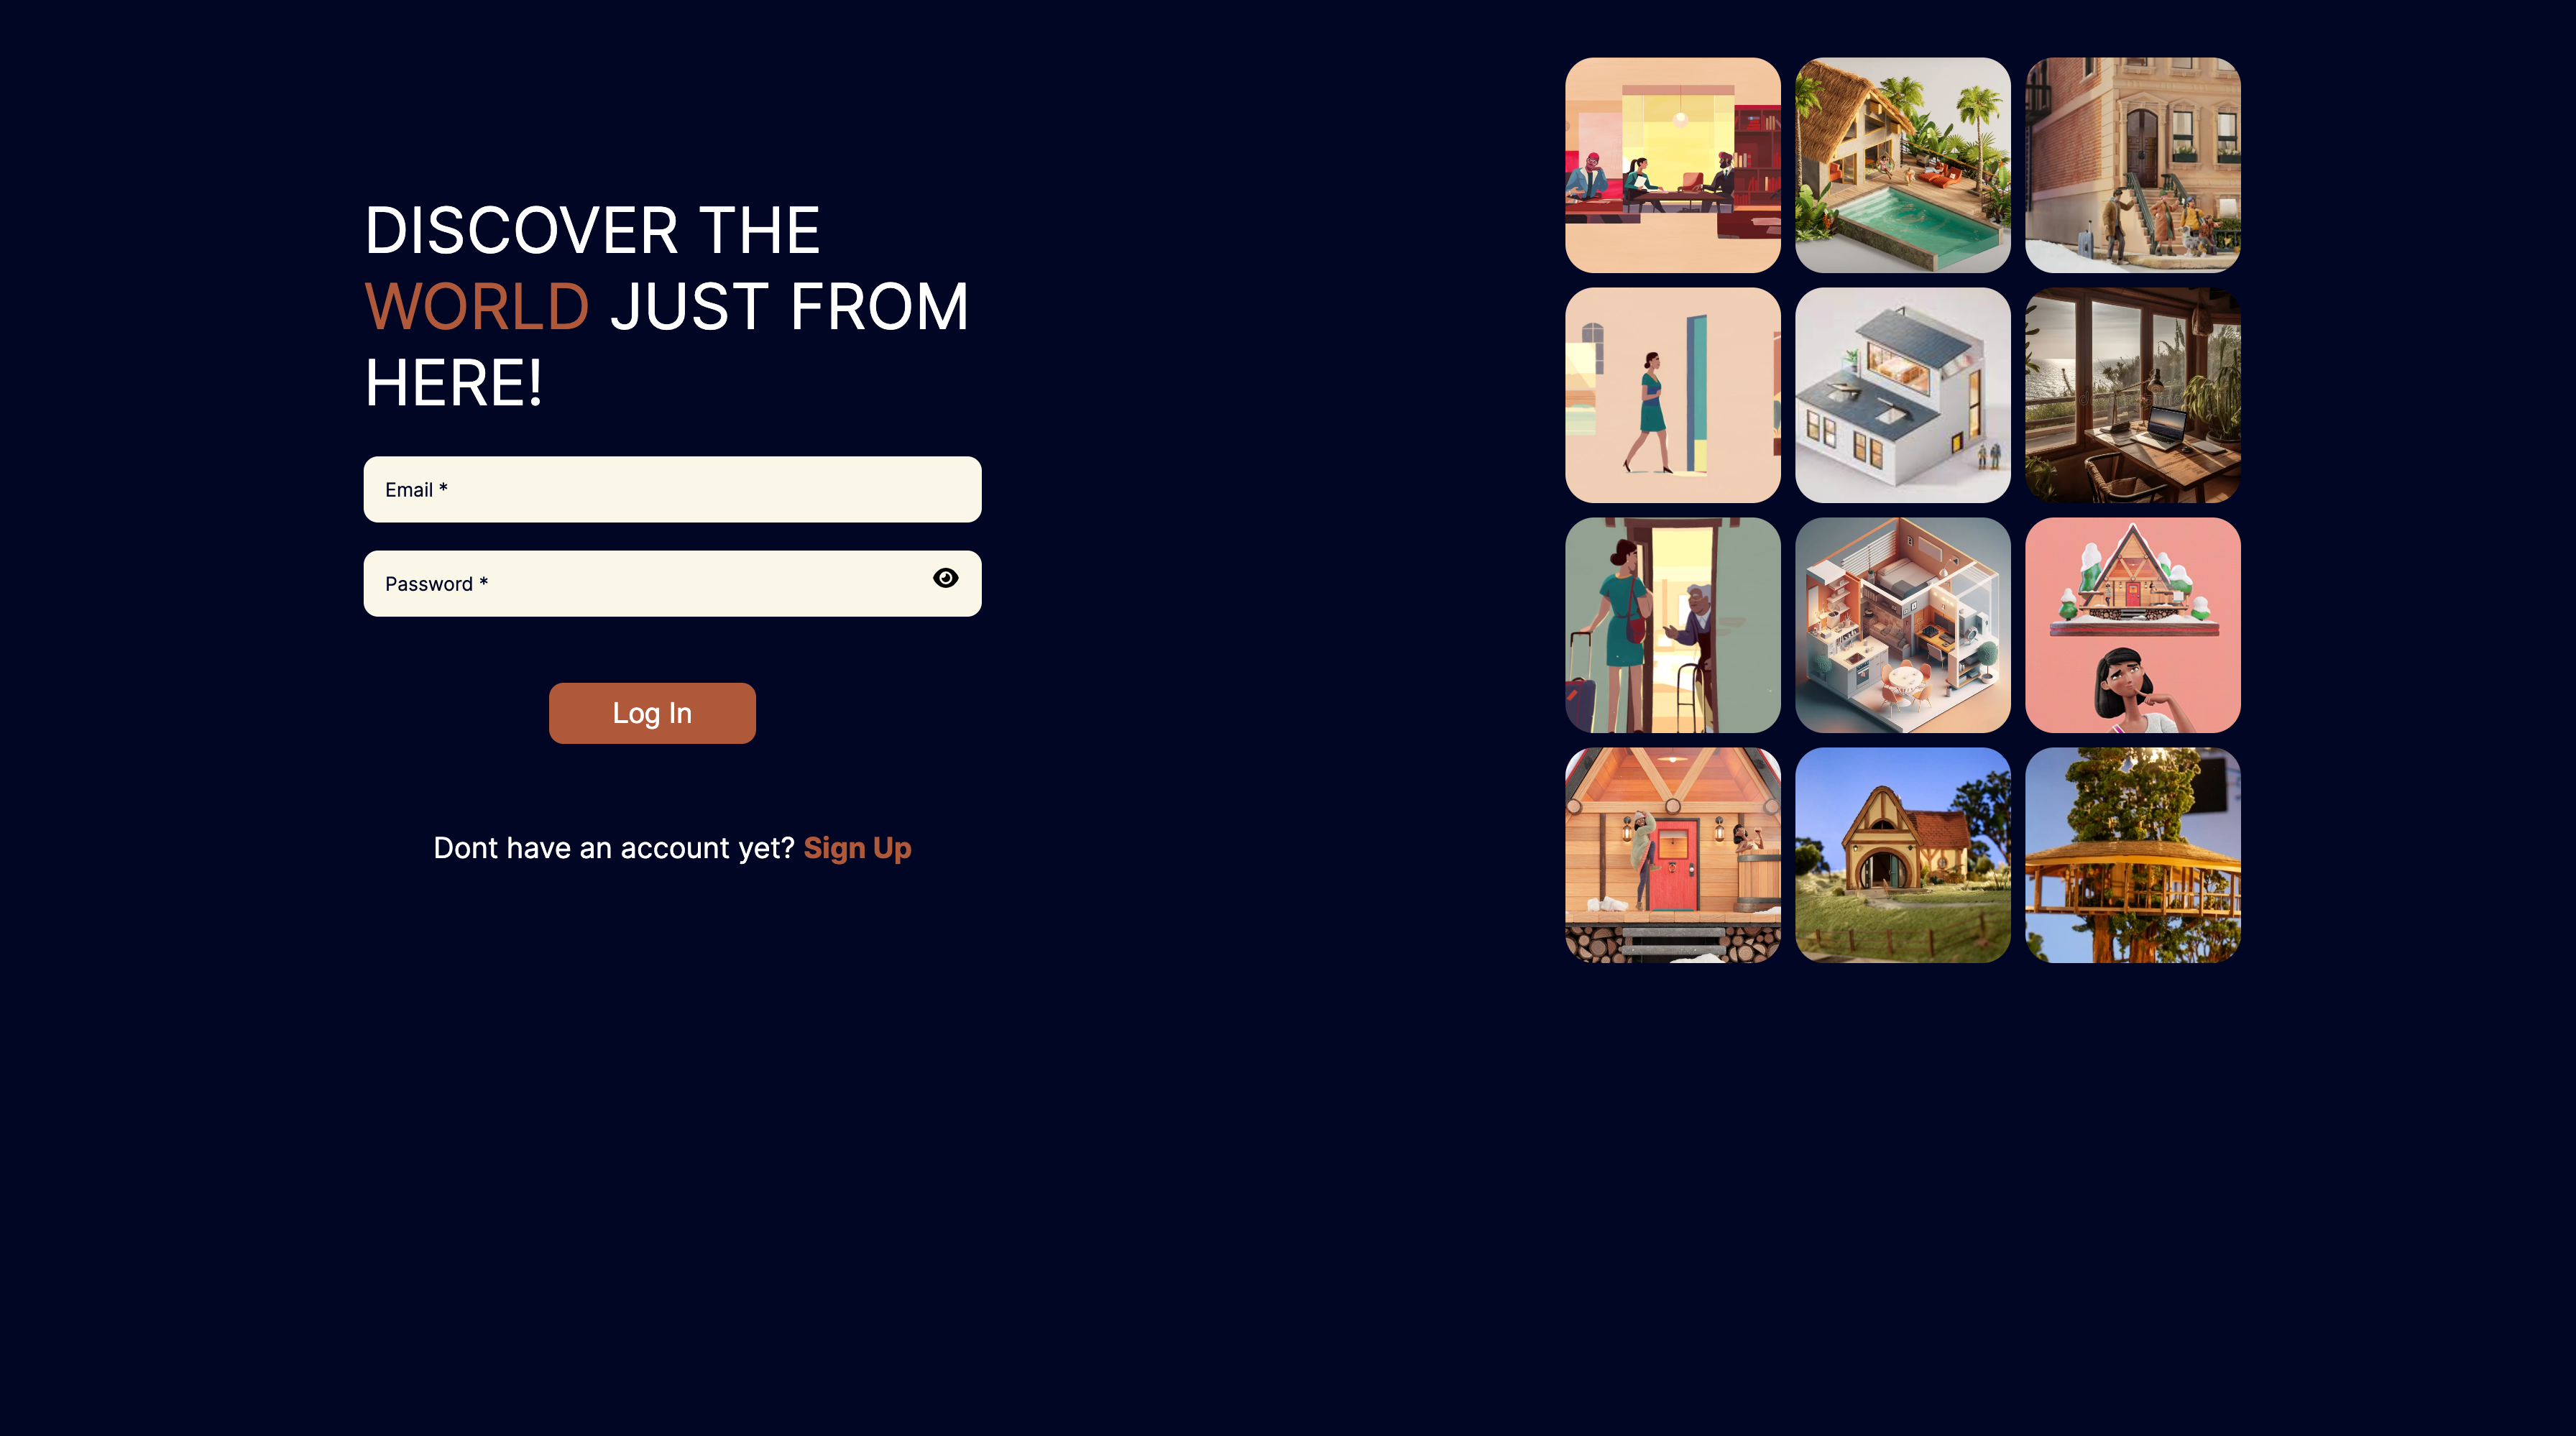 DISCOVER THE
WORLD JUST FROM
HERE!
Email *
Password *
Log In
Dont have an account yet? Sign Up